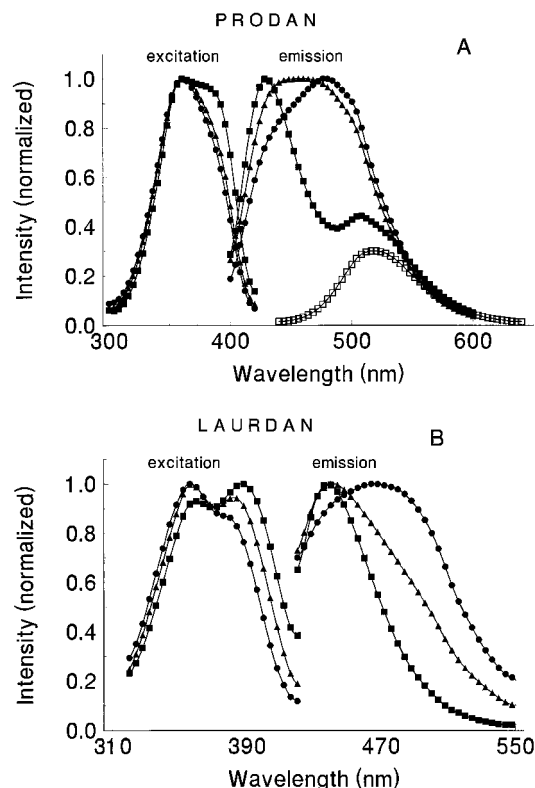 PRODAN
A
excitation
emission
1.0
0.8
0.6
0.4
0.2
0.0
Intensity (normalized)
300 400 500 600
Wavelength (nm)
LAURDAN
B
excitation
emission
1.0
0.8
0.6
0.4
0.2
0.0
Intensity (normalized)
310 390 470 550
Wavelength (nm)